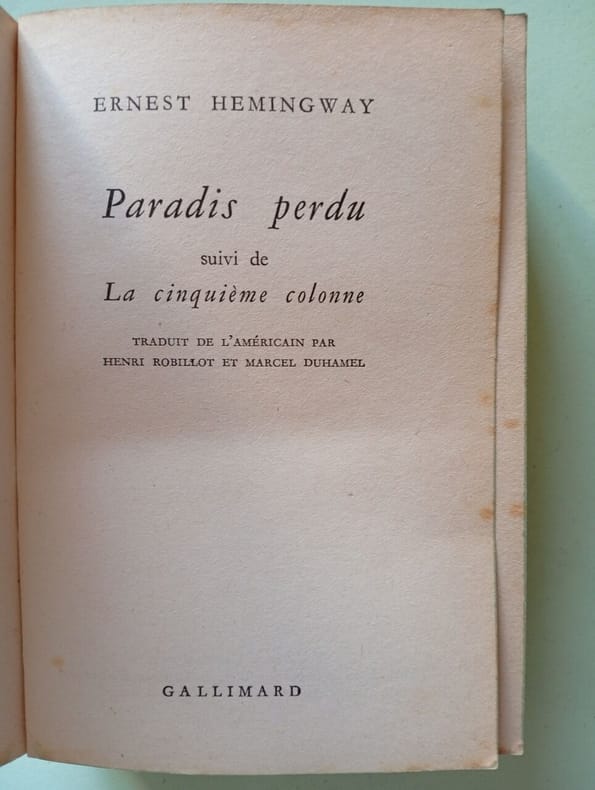 ERNEST HEMINGWAY
Paradis perdu
suivi de
La cinquième colonne
TRADUIT DE L'AMÉRICAIN PAR
HENRI ROBILLOT ET MARCEL DUHAMEL
GALLIMARD